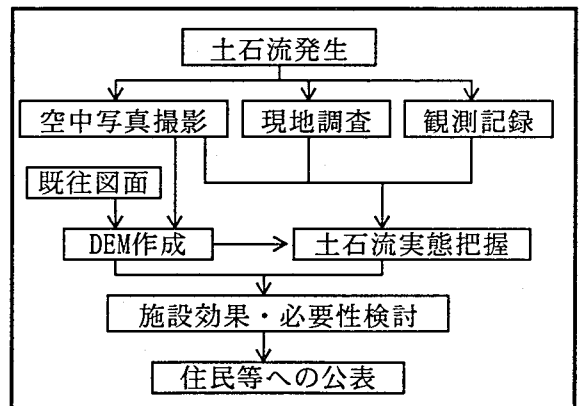 土石流発生
空中写真撮影
現地調査
観測記録
既往図面
DEM作成
土石流実態把握
施設効果・必要性検討
住民等への公表